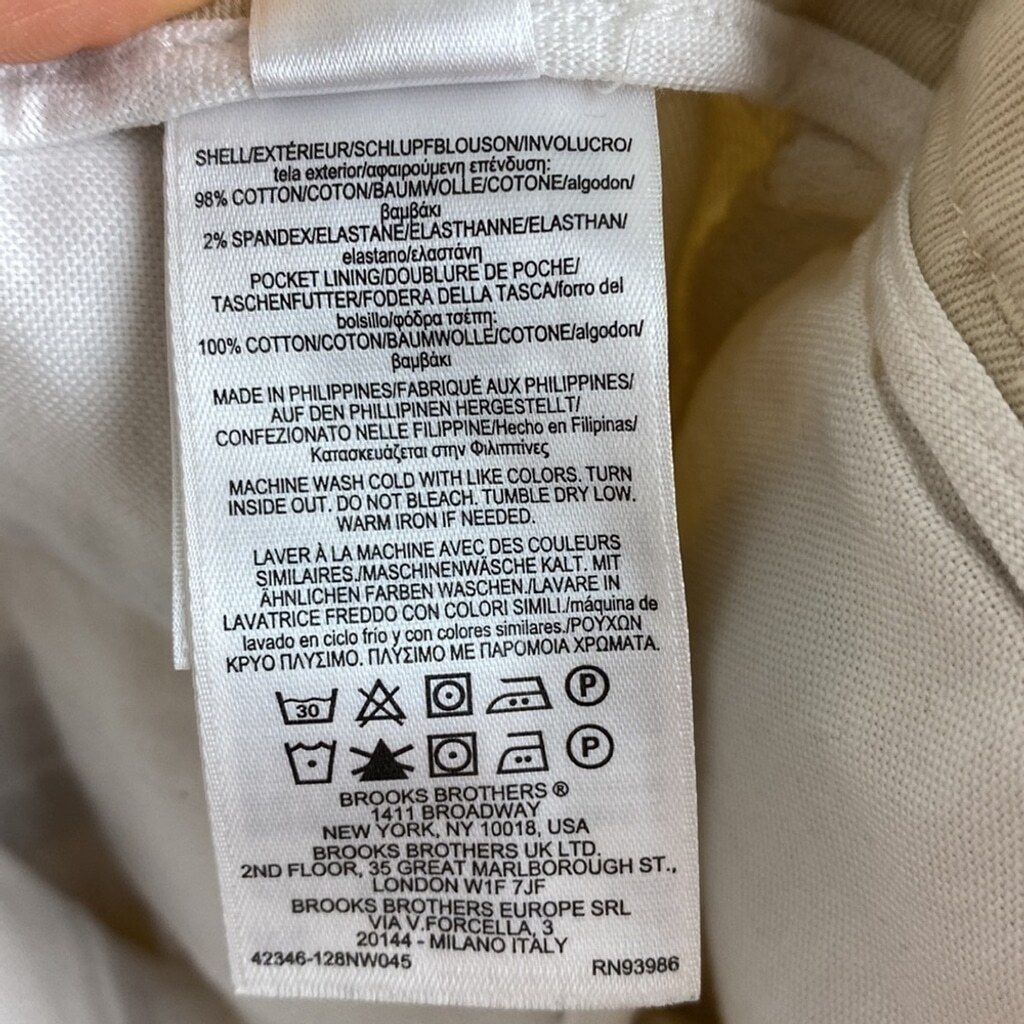 SHELL/EXTÉRIEUR/SCHLUPFBLOUSON/INVOLUCRO/
tela exterior/αφαιρούμενη επένδυση:
98% COTTON/COTON/BAUMWOLLE/COTONE/algodon/
βαμβάκι
2% SPANDEX/ELASTANE/ELASTHANNE/ELASTHAN/
elastano/ελαστάνη
POCKET LINING/DOUBLURE DE POCHE/
TASCHENFUTTER/FODERA DELLA TASCA/forro del
bolsillo/φόδρα τσέπη:
100% COTTON/COTON/BAUMWOLLE/COTONE/algodon/
βαμβάκι
MADE IN PHILIPPINES/FABRIQUÉ AUX PHILIPPINES/
AUF DEN PHILLIPINEN HERGESTELLT/
CONFEZIONATO NELLE FILIPPINE/Hecho en Filipinas/
Κατασκευάζεται στην Φιλιππίνες
MACHINE WASH COLD WITH LIKE COLORS. TURN
INSIDE OUT. DO NOT BLEACH. TUMBLE DRY LOW.
WARM IRON IF NEEDED.
LAVER À LA MACHINE AVEC DES COULEURS
SIMILAIRES./MASCHINENWÄSCHE KALT. MIT
ÄHNLICHEN FARBEN WASCHEN./LAVARE IN
LAVATRICE FREDDO CON COLORI SIMILI./máquina de
lavado en ciclo frío y con colores similares./ΡΟΥΧΩΝ
ΚΡΥΟ ΠΛΥΣΙΜΟ. ΠΛΥΣΙΜΟ ΜΕ ΠΑΡΟΜΟΙΑ ΧΡΩΜΑΤΑ.
30 P
P
BROOKS BROTHERS ®
1411 BROADWAY
NEW YORK, NY 10018, USA
BROOKS BROTHERS UK LTD.
2ND FLOOR, 35 GREAT MARLBOROUGH ST.,
LONDON W1F 7JF
BROOKS BROTHERS EUROPE SRL
VIA V.FORCELLA, 3
20144 - MILANO ITALY
42346-128NW045 RN93986